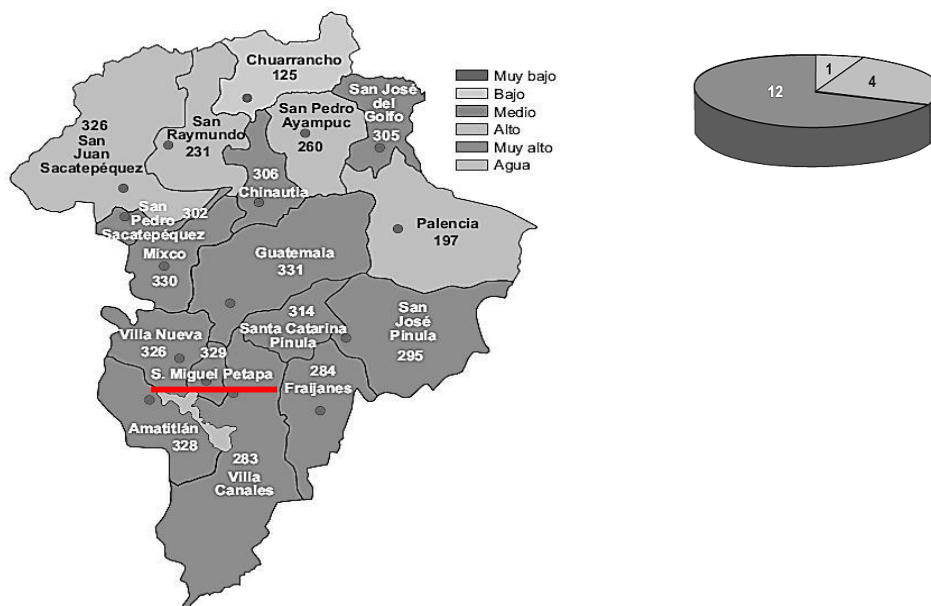 Chuarrancho
125
San José
del
Golfo
305
San Pedro
Ayampuc
260
San
Raymundo
231
326
San
Juan
Sacatepéquez
306
Chinautla
San
Pedro
Sacatepéquez
302
Mixco
330
Guatemala
331
Palencia
197
314
Santa Catarina
Pinula
San
José
Pinula
295
Villa Nueva
326
329
S. Miguel Petapa
284
Fraijanes
Amatitlán
328
283
Villa
Canales
Muy bajo
Bajo
Medio
Alto
Muy alto
Agua
1
4
12